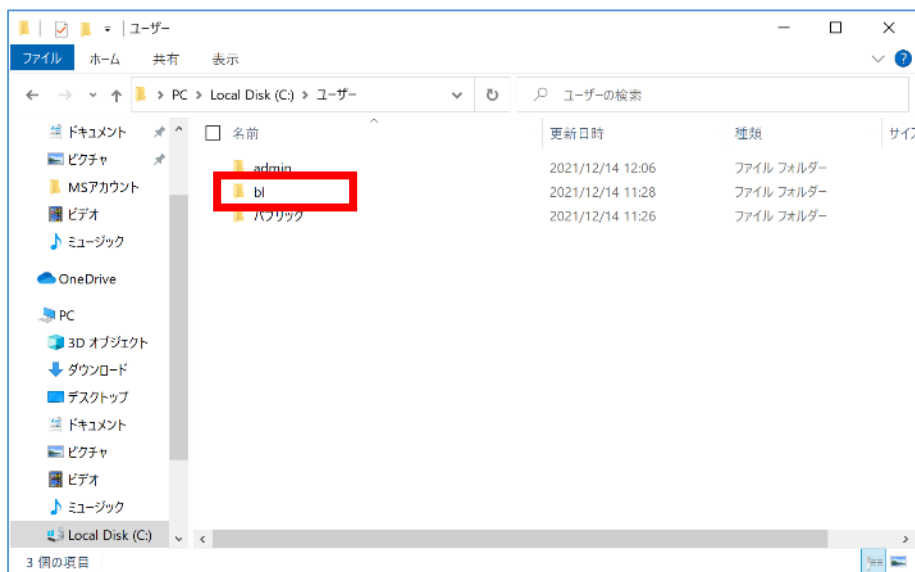 ユーザー
ファイル ホーム 共有 表示
PC > Local Disk (C:) > ユーザー ユーザーの検索
ドキュメント
ピクチャ
MSアカウント
ビデオ
ミュージック
OneDrive
PC
3D オブジェクト
ダウンロード
デスクトップ
ドキュメント
ピクチャ
ビデオ
ミュージック
Local Disk (C:)
名前 更新日時 種類 サイズ
admin 2021/12/14 12:06 ファイル フォルダー
bl 2021/12/14 11:28 ファイル フォルダー
パブリック 2021/12/14 11:26 ファイル フォルダー
3 個の項目